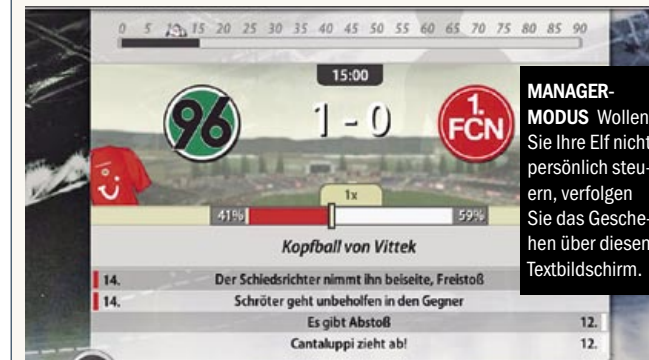 0 5 10 15 20 25 30 35 40 45 50 55 60 65 70 75 80 85 90
15:00
96
1 - 0
1.
FCN
1x
41%
59%
Kopfball von Vittek
14. Der Schiedsrichter nimmt ihn beiseite, Freistoß
14. Schröter geht unbeholfen in den Gegner
Es gibt Abstoß 12.
Cantaluppi zieht ab! 12.
MANAGER-
MODUS Wollen
Sie Ihre Elf nicht
persönlich steu-
ern, verfolgen
Sie das Gesche-
hen über diesen
Textbildschirm.